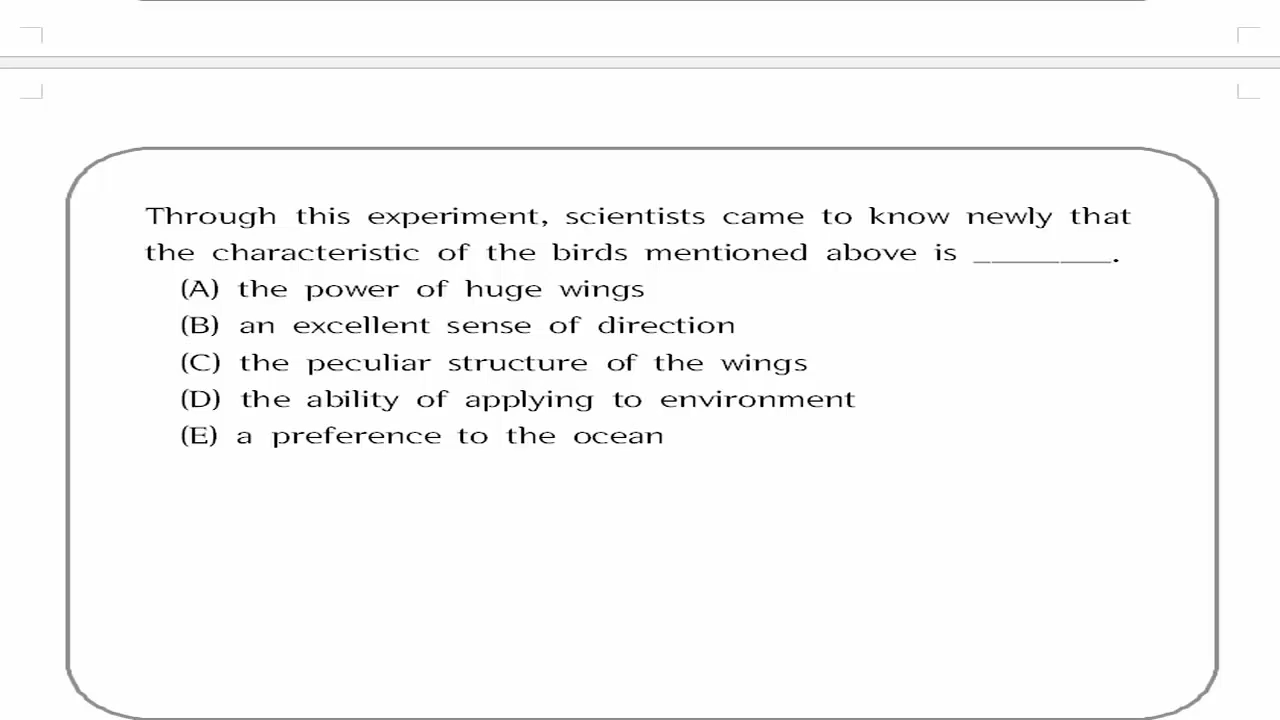 Through this experiment, scientists came to know newly that
the characteristic of the birds mentioned above is ________.
(A) the power of huge wings
(B) an excellent sense of direction
(C) the peculiar structure of the wings
(D) the ability of applying to environment
(E) a preference to the ocean